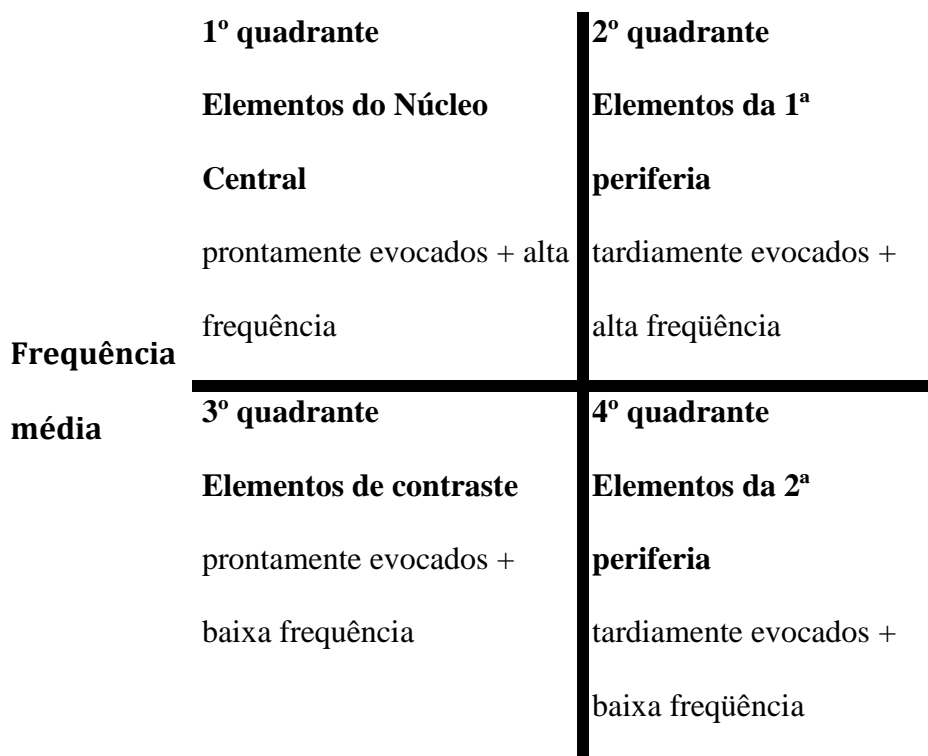 1º quadrante
Elementos do Núcleo
Central
prontamente evocados + alta
frequência
2º quadrante
Elementos da 1ª
periferia
tardiamente evocados +
alta freqüência
Frequência
média
3º quadrante
Elementos de contraste
prontamente evocados +
baixa frequência
4º quadrante
Elementos da 2ª
periferia
tardiamente evocados +
baixa freqüência